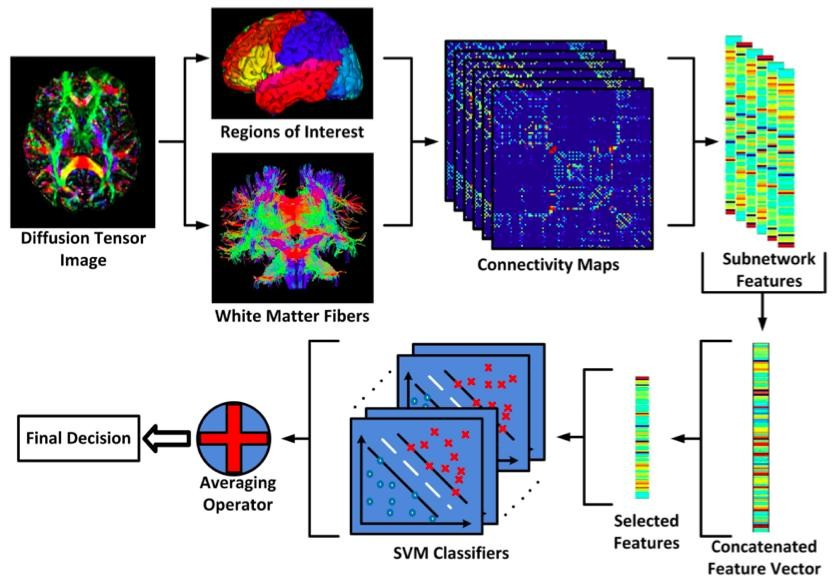 Regions of Interest
Diffusion Tensor
Image
White Matter Fibers
Connectivity Maps
Subnetwork
Features
Final Decision
Averaging
Operator
SVM Classifiers
Selected
Features
Concatenated
Feature Vector